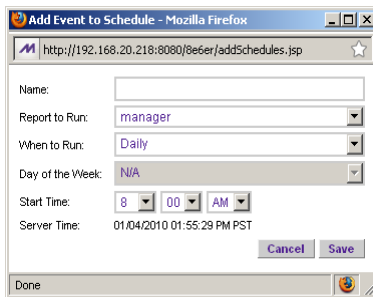 Add Event to Schedule - Mozilla Firefox
http://192.168.20.218:8080/8e6er/addSchedules.jsp
Name:
Report to Run: manager
When to Run: Daily
Day of the Week: N/A
Start Time: 8 00 AM
Server Time: 01/04/2010 01:55:29 PM PST
Cancel Save
Done